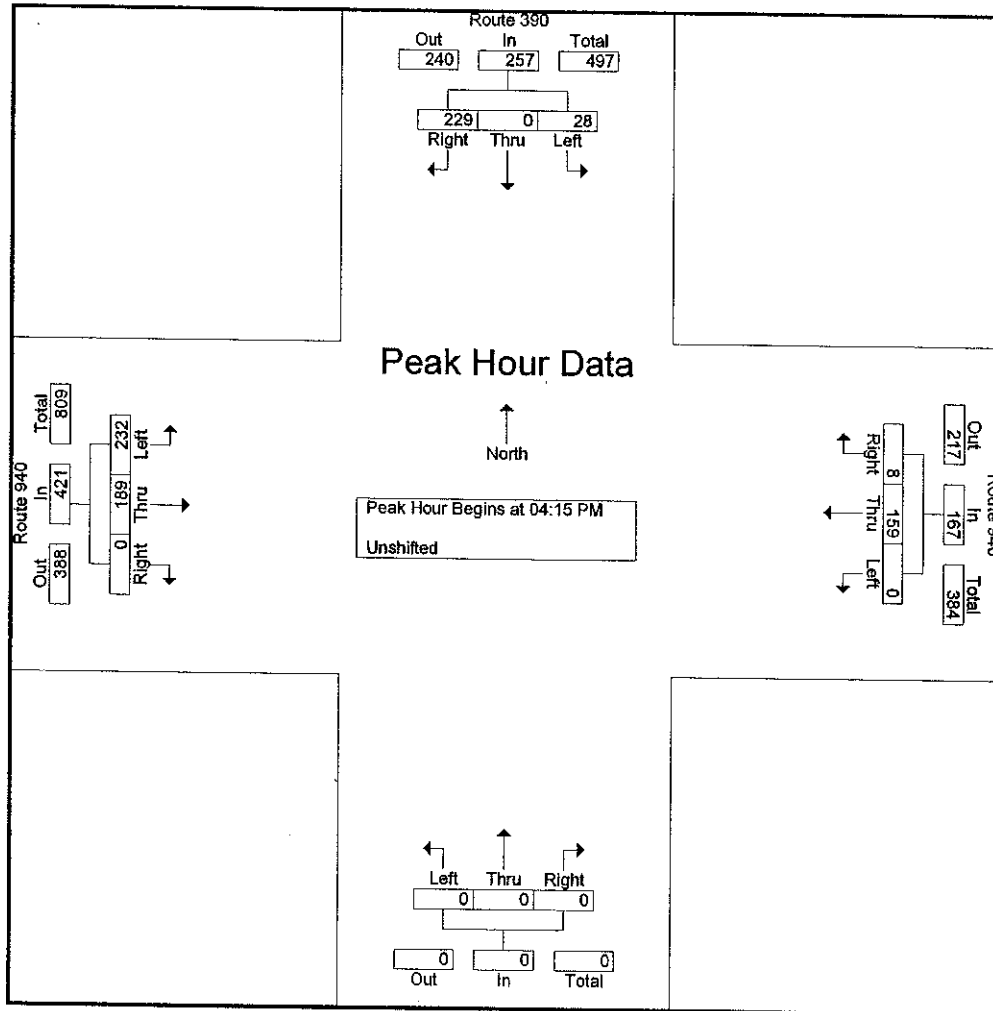 Route 390
Out In Total
240 257 497
229 0 28
Right Thru Left
Peak Hour Data
North
Peak Hour Begins at 04:15 PM
Unshifted
Route 940
Out In Total
388 421 809
Right Thru Left
0 189 232
Out In Total
217 167 384
Right Thru Left
8 159 0
Left Thru Right
0 0 0
0 0 0
Out In Total